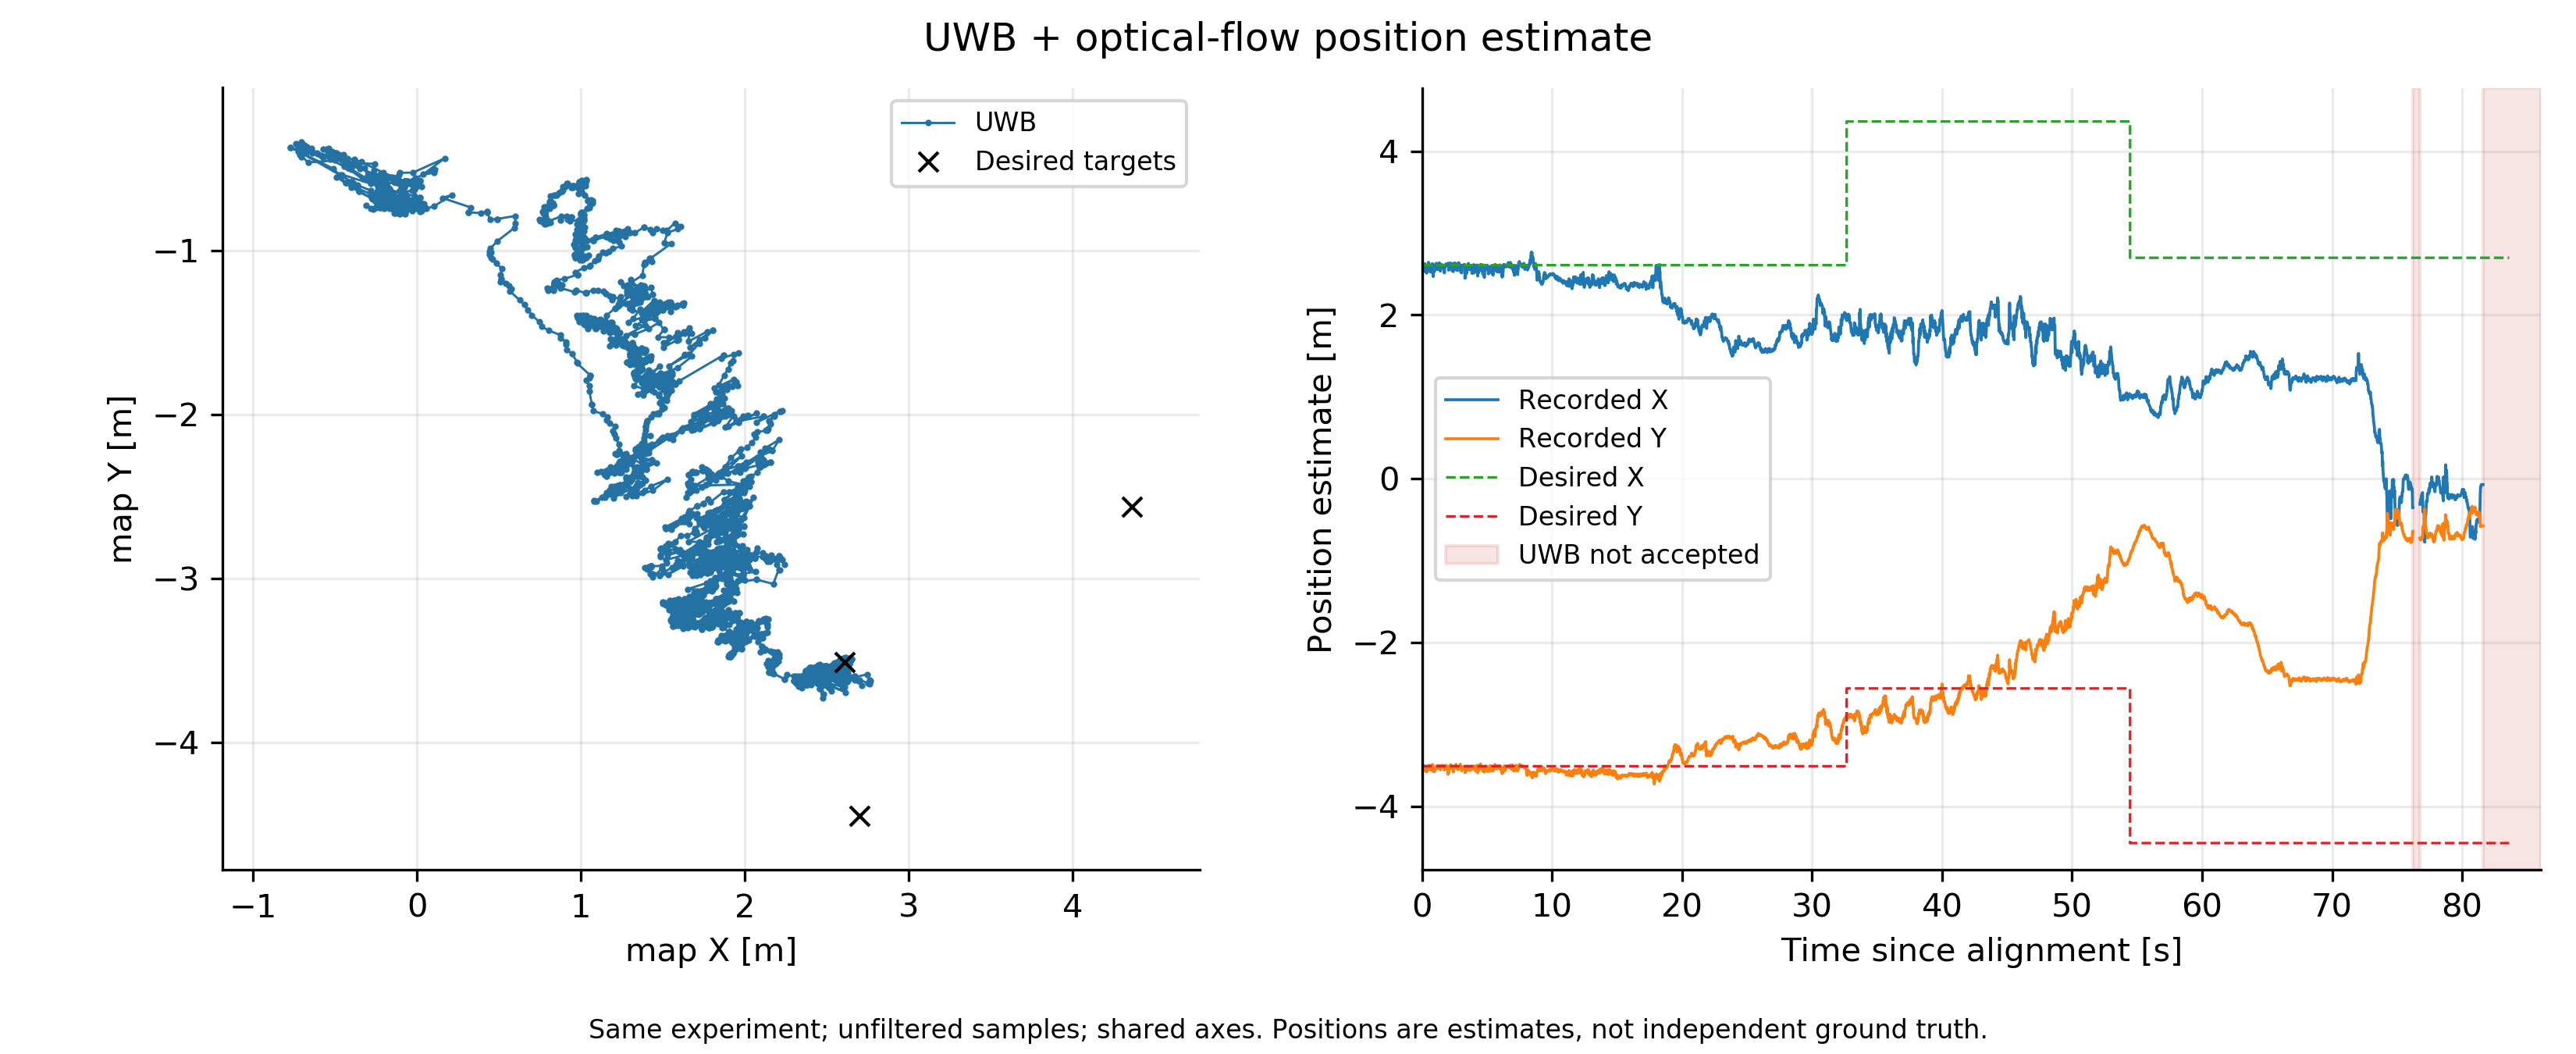 UWB + optical-flow position estimate
UWB
Desired targets
−1
−2
−3
−4
map Y [m]
−1 0 1 2 3 4
map X [m]
4
2
0
−2
−4
Position estimate [m]
Recorded X
Recorded Y
Desired X
Desired Y
UWB not accepted
0 10 20 30 40 50 60 70 80
Time since alignment [s]
Same experiment; unfiltered samples; shared axes. Positions are estimates, not independent ground truth.